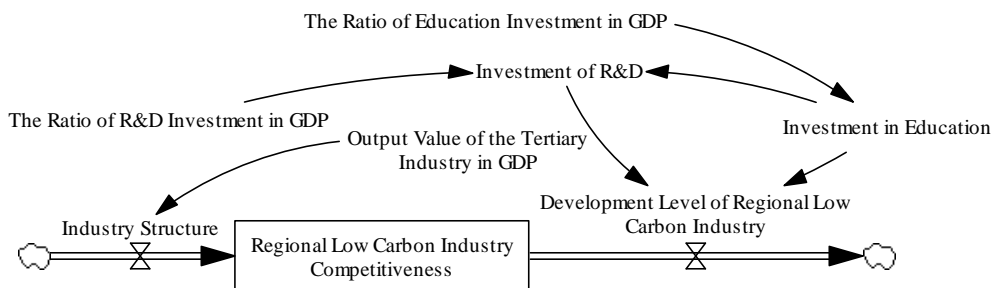 The Ratio of Education Investment in GDP
Investment of R&D
The Ratio of R&D Investment in GDP
Investment in Education
Output Value of the Tertiary
Industry in GDP
Development Level of Regional Low
Carbon Industry
Industry Structure
Regional Low Carbon Industry
Competitiveness